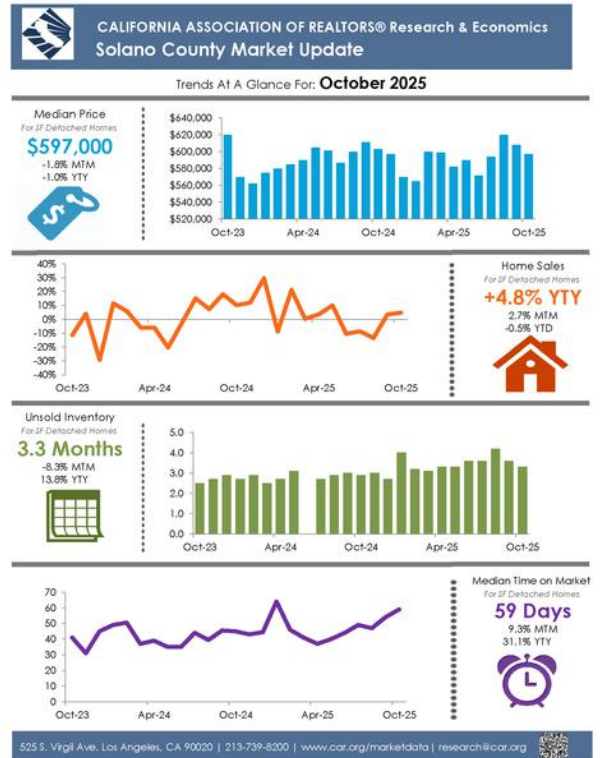 CALIFORNIA ASSOCIATION OF REALTORS® Research & Economics
Solano County Market Update
Trends At A Glance For: October 2025
Median Price
For SF Detached Homes
$597,000
-1.8% MTM
-1.0% YTY
$640,000
$620,000
$600,000
$580,000
$560,000
$540,000
$520,000
Oct-23 Apr-24 Oct-24 Apr-25 Oct-25
40%
30%
20%
10%
0%
-10%
-20%
-30%
-40%
Oct-23 Apr-24 Oct-24 Apr-25 Oct-25
Home Sales
For SF Detached Homes
+4.8% YTY
2.7% MTM
-0.5% YTD
Unsold Inventory
For SF Detached Homes
3.3 Months
-8.3% MTM
13.8% YTY
5.0
4.0
3.0
2.0
1.0
0.0
Oct-23 Apr-24 Oct-24 Apr-25 Oct-25
70
60
50
40
30
20
10
0
Oct-23 Apr-24 Oct-24 Apr-25 Oct-25
Median Time on Market
For SF Detached Homes
59 Days
9.3% MTM
31.1% YTY
525 S. Virgil Ave. Los Angeles, CA 90020 | 213-739-8200 | www.car.org/marketdata | research@car.org